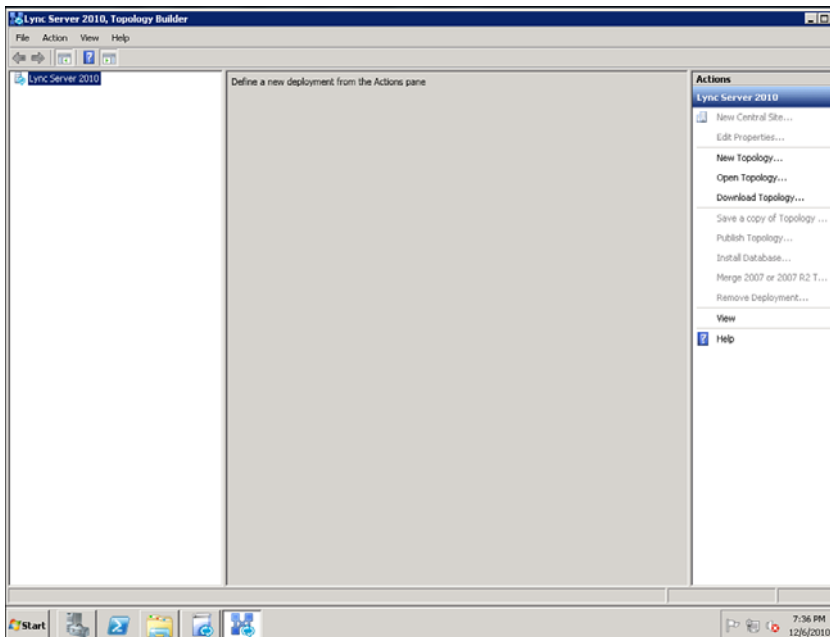 Lync Server 2010, Topology Builder
File Action View Help
Lync Server 2010
Define a new deployment from the Actions pane
Actions
Lync Server 2010
New Central Site...
Edit Properties...
New Topology...
Open Topology...
Download Topology...
Save a copy of Topology ...
Publish Topology...
Install Database...
Merge 2007 or 2007 R2 T...
Remove Deployment...
View
Help
Start
7:36 PM
12/6/2010